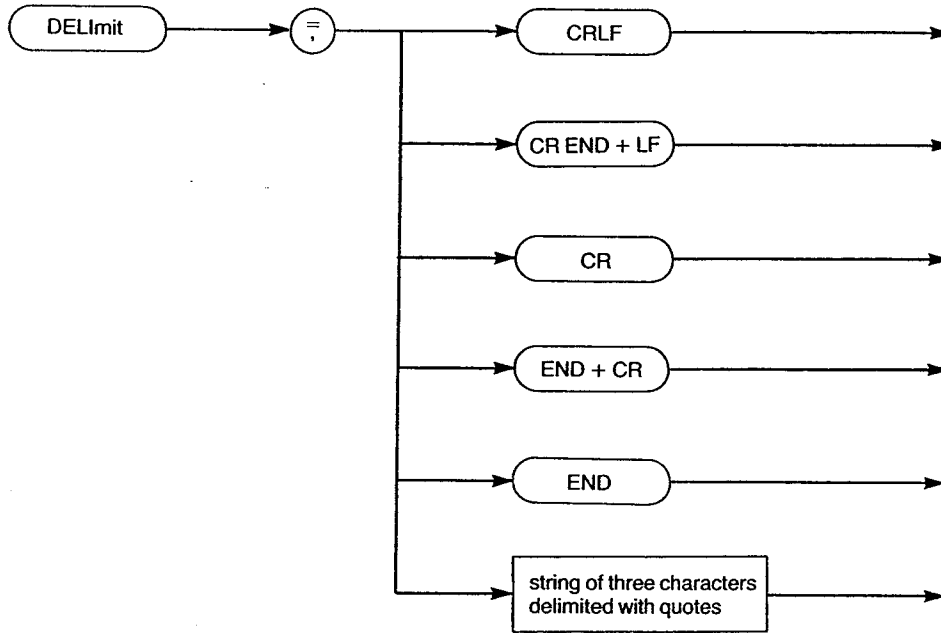 DELImit
=
,
CRLF
CR END + LF
CR
END + CR
END
string of three characters
delimited with quotes